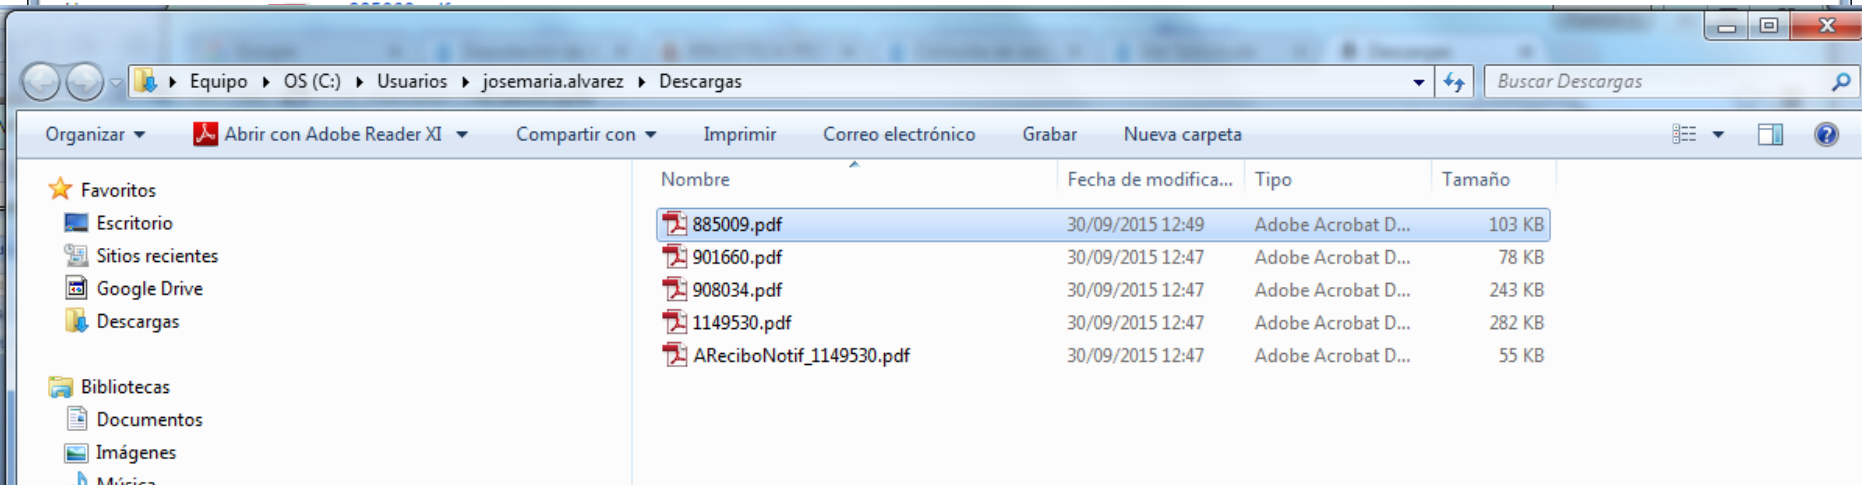 Equipo OS (C:) Usuarios josemaria.alvarez Descargas Buscar Descargas
Organizar Abrir con Adobe Reader XI Compartir con Imprimir Correo electrónico Grabar Nueva carpeta
Favoritos
Escritorio
Sitios recientes
Google Drive
Descargas
Bibliotecas
Documentos
Imágenes
Música
Nombre Fecha de modifica... Tipo Tamaño
885009.pdf 30/09/2015 12:49 Adobe Acrobat D... 103 KB
901660.pdf 30/09/2015 12:47 Adobe Acrobat D... 78 KB
908034.pdf 30/09/2015 12:47 Adobe Acrobat D... 243 KB
1149530.pdf 30/09/2015 12:47 Adobe Acrobat D... 282 KB
AReciboNotif_1149530.pdf 30/09/2015 12:47 Adobe Acrobat D... 55 KB